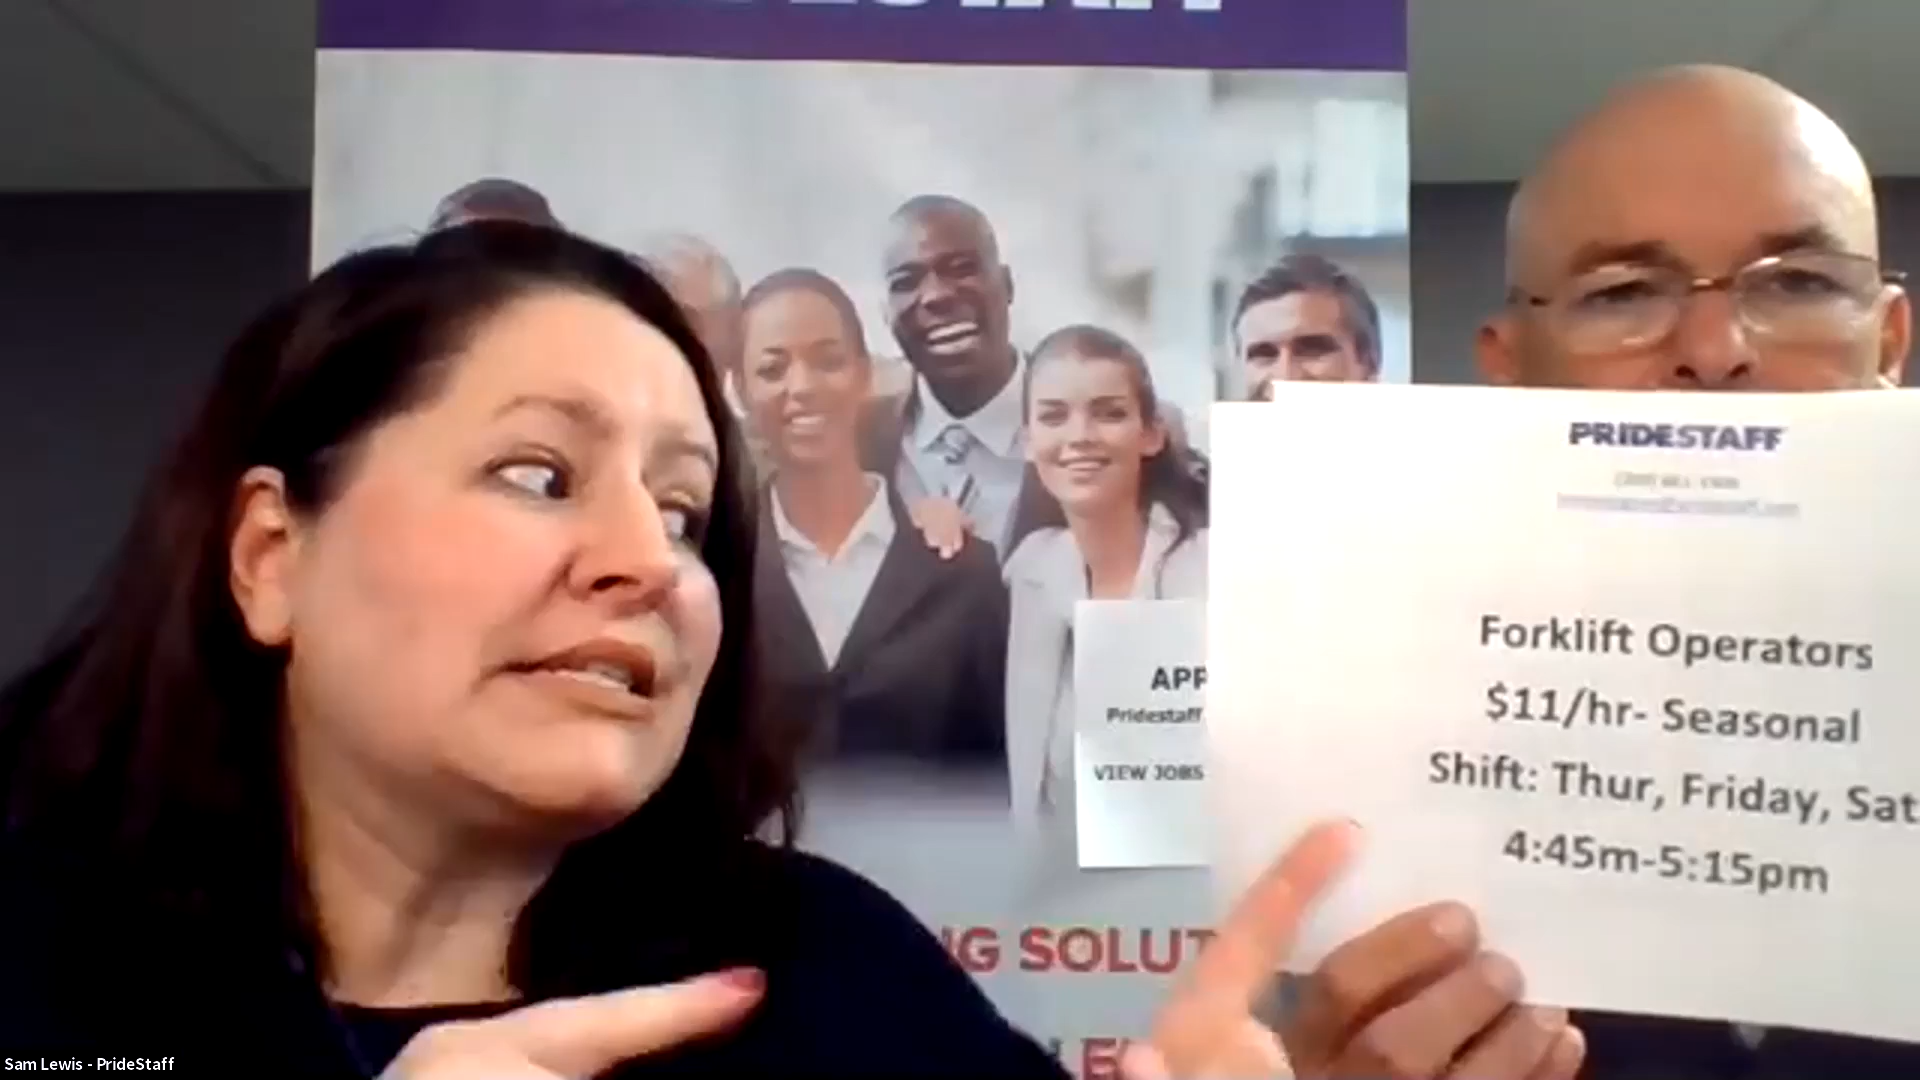 PRIDESTAFF
Forklift Operators
$11/hr- Seasonal
Shift: Thur, Friday, Sat
4:45m-5:15pm
APP
Pridestaff
VIEW JOBS
NG SOLUT
Sam Lewis - PrideStaff